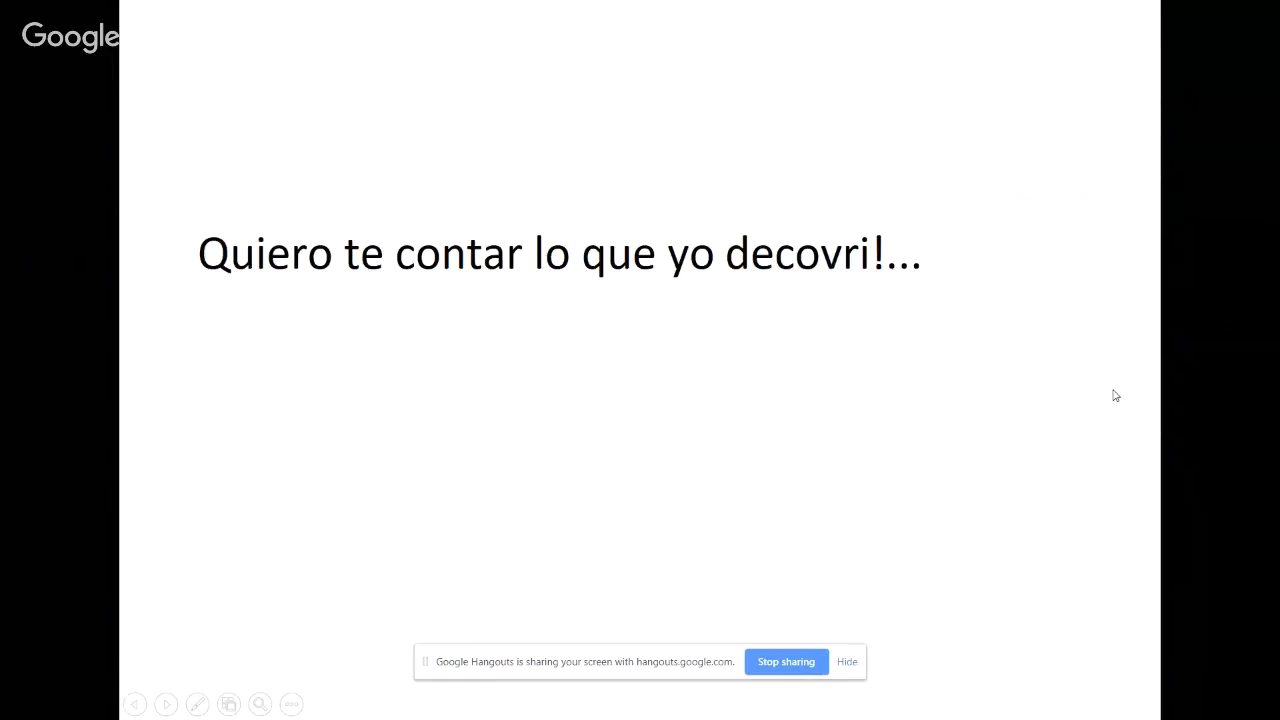 Google
Quiero te contar lo que yo decovri!...
Google Hangouts is sharing your screen with hangouts.google.com. Stop sharing Hide